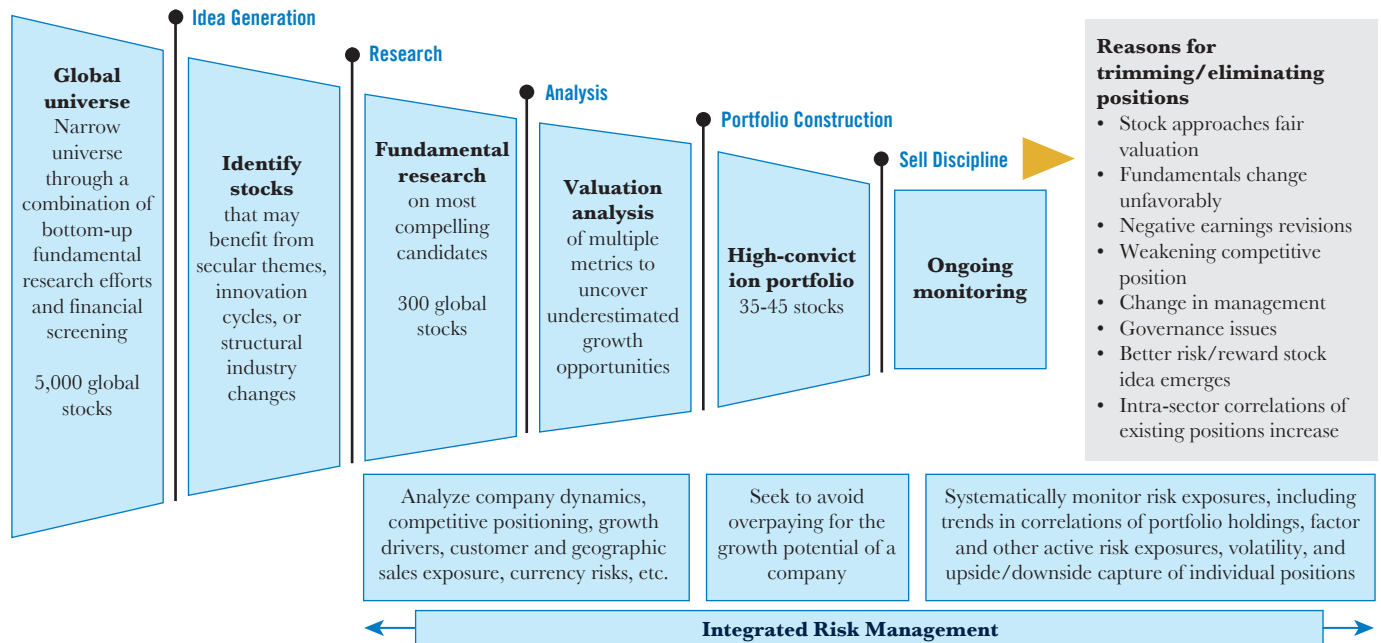 Idea Generation
Research
Analysis
Portfolio Construction
Sell Discipline
Global
universe
Narrow
universe
through a
combination of
bottom-up
fundamental
research efforts
and financial
screening
5,000 global
stocks
Identify
stocks
that may
benefit from
secular themes,
innovation
cycles, or
structural
industry
changes
Fundamental
research
on most
compelling
candidates
300 global
stocks
Valuation
analysis
of multiple
metrics to
uncover
underestimated
growth
opportunities
High-convict
ion portfolio
35-45 stocks
Ongoing
monitoring
Reasons for
trimming/eliminating
positions
• Stock approaches fair
valuation
• Fundamentals change
unfavorably
• Negative earnings revisions
• Weakening competitive
position
• Change in management
• Governance issues
• Better risk/reward stock
idea emerges
• Intra-sector correlations of
existing positions increase
Analyze company dynamics,
competitive positioning, growth
drivers, customer and geographic
sales exposure, currency risks, etc.
Seek to avoid
overpaying for the
growth potential of a
company
Systematically monitor risk exposures, including
trends in correlations of portfolio holdings, factor
and other active risk exposures, volatility, and
upside/downside capture of individual positions
Integrated Risk Management